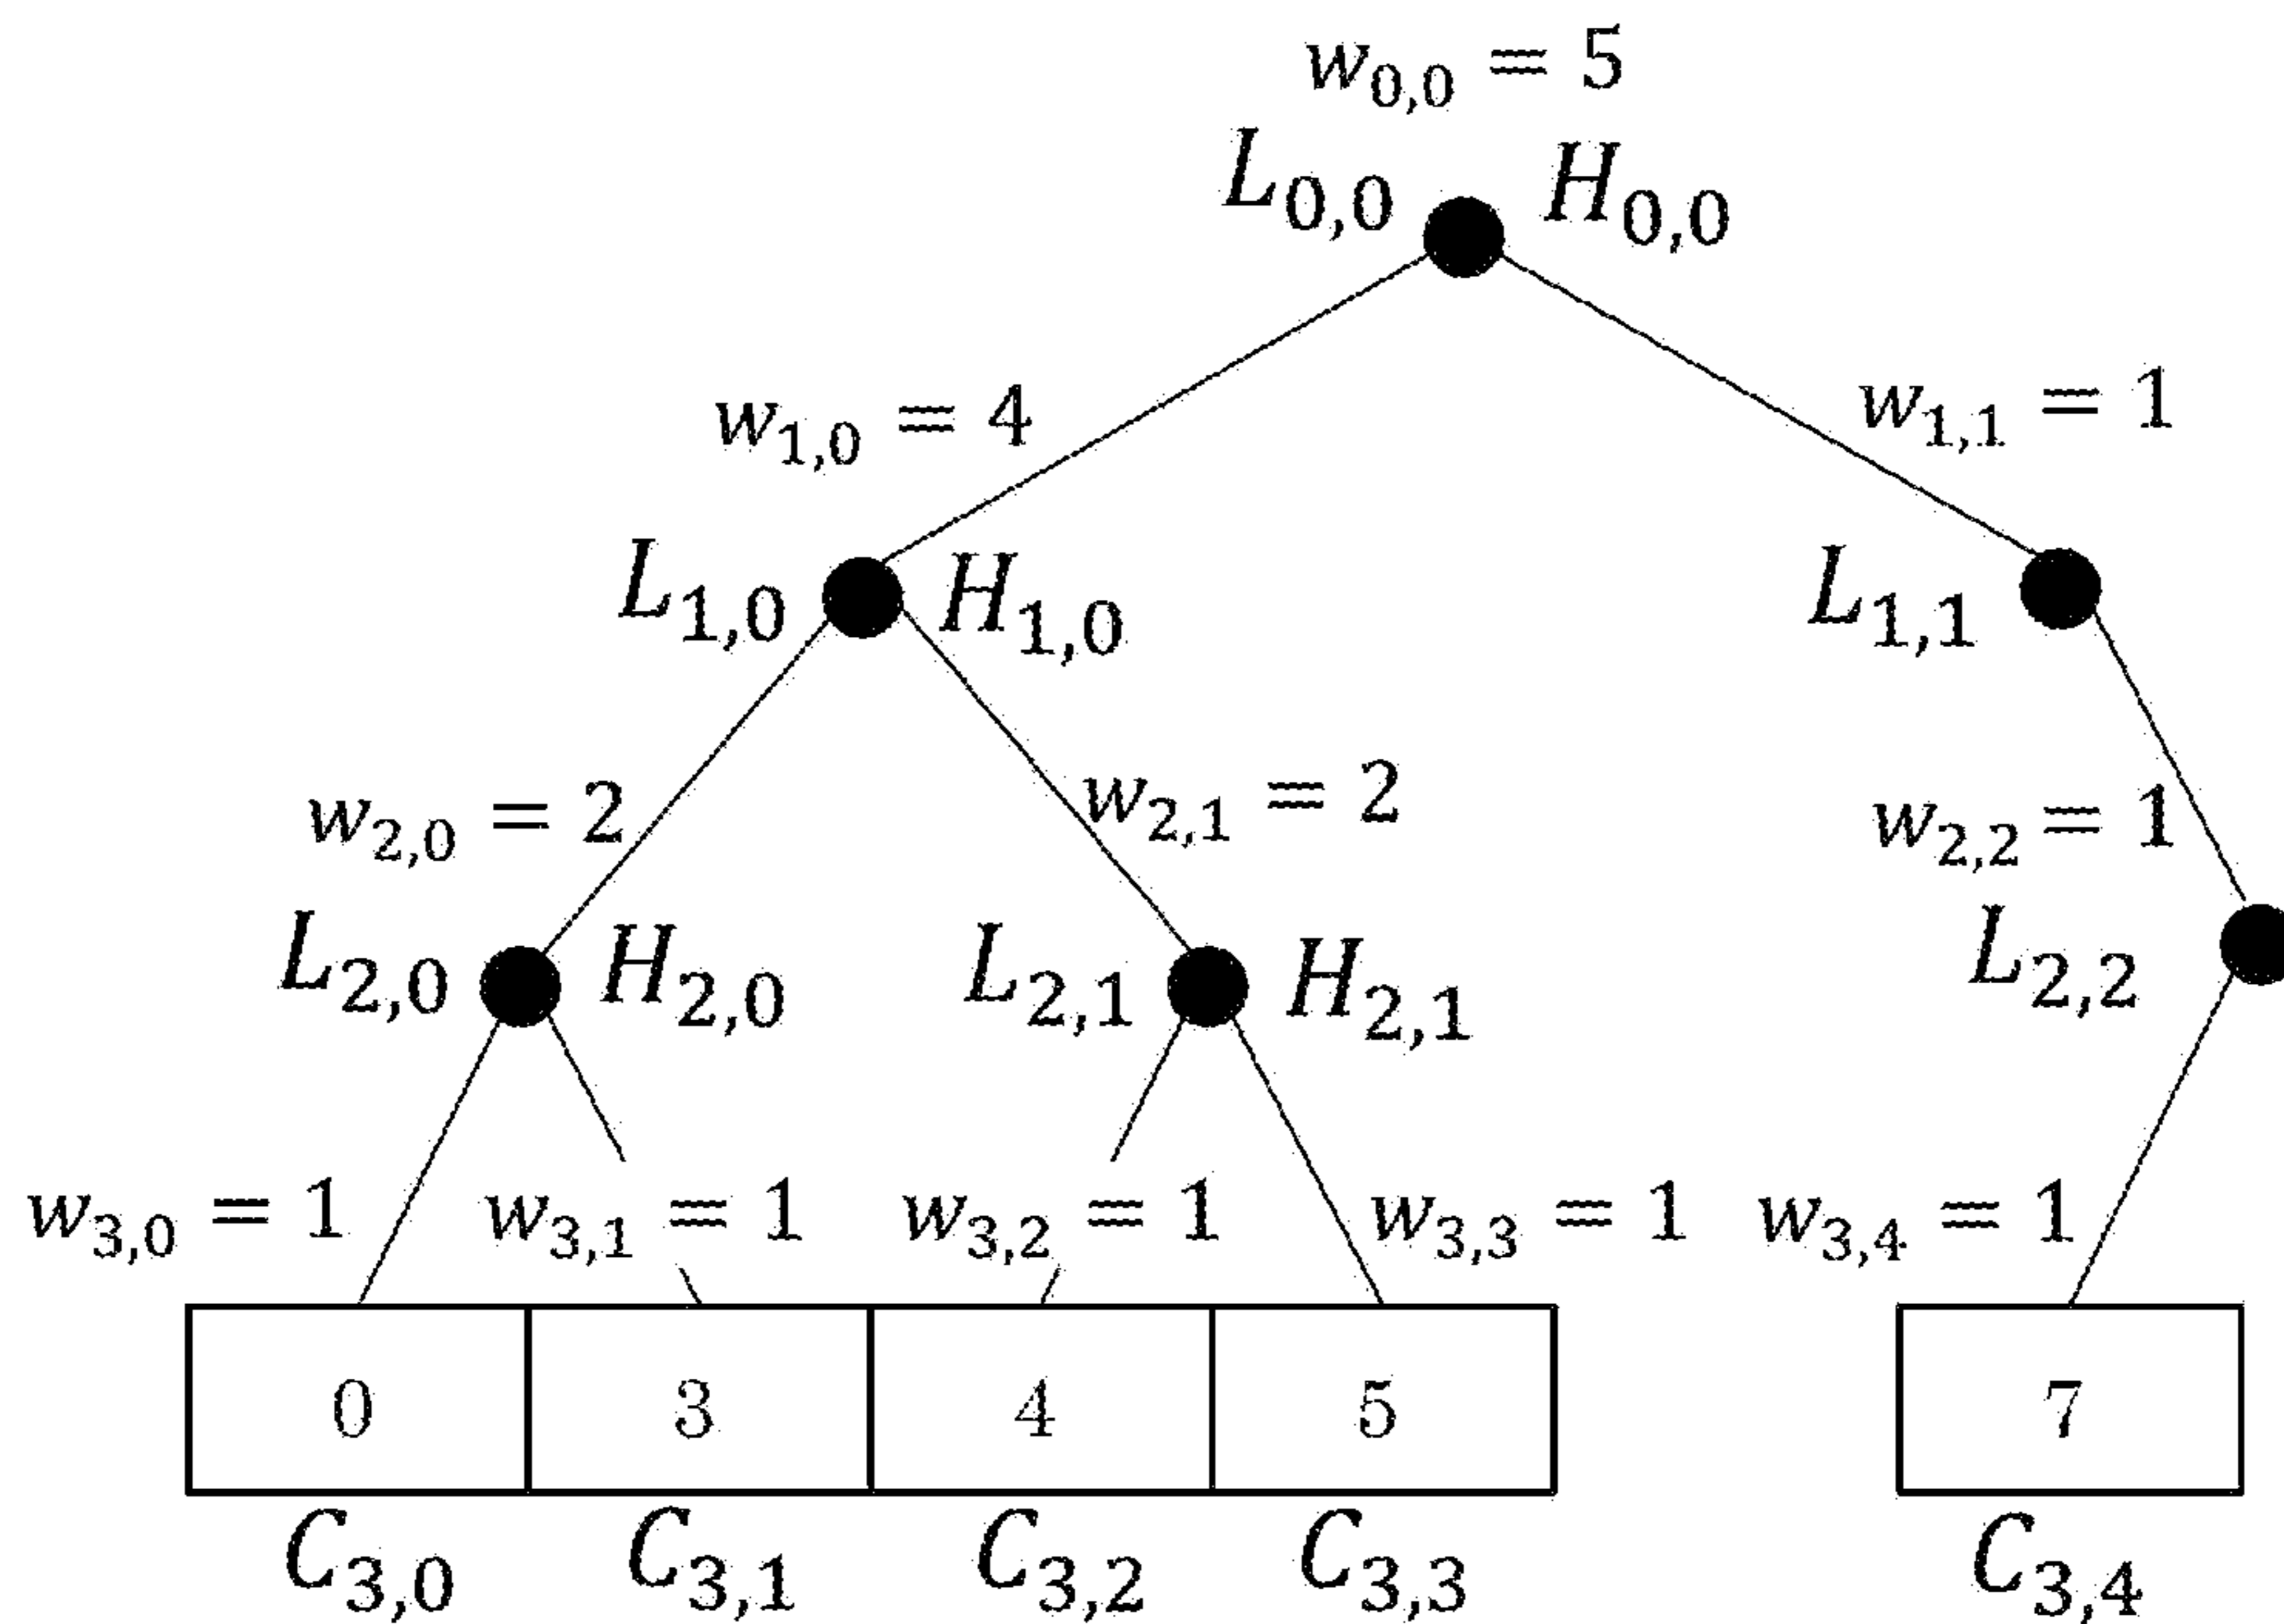 w₀,₀ = 5
L₀,₀ H₀,₀
w₁,₀ = 4 w₁,₁ = 1
L₁,₀ H₁,₀ L₁,₁
w₂,₀ = 2 w₂,₁ = 2 w₂,₂ = 1
L₂,₀ H₂,₀ L₂,₁ H₂,₁ L₂,₂
w₃,₀ = 1 w₃,₁ = 1 w₃,₂ = 1 w₃,₃ = 1 w₃,₄ = 1
0 3 4 5 7
C₃,₀ C₃,₁ C₃,₂ C₃,₃ C₃,₄